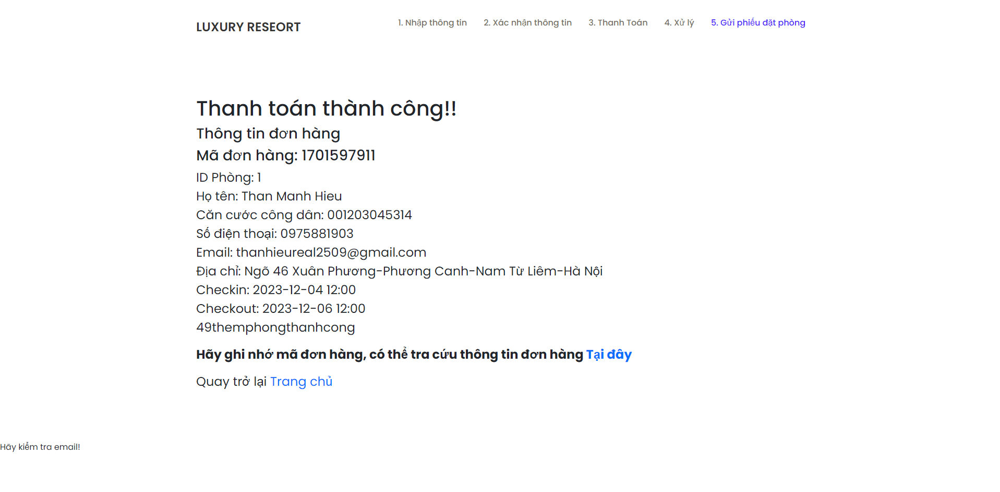 LUXURY RESEORT
1. Nhập thông tin 2. Xác nhận thông tin 3. Thanh Toán 4. Xử lý 5. Gửi phiếu đặt phòng
Thanh toán thành công!!
Thông tin đơn hàng
Mã đơn hàng: 1701597911
ID Phòng: 1
Họ tên: Than Manh Hieu
Căn cước công dân: 001203045314
Số điện thoại: 0975881903
Email: thanhieureal2509@gmail.com
Địa chỉ: Ngõ 46 Xuân Phương-Phương Canh-Nam Từ Liêm-Hà Nội
Checkin: 2023-12-04 12:00
Checkout: 2023-12-06 12:00
49themphongthanhcong
Hãy ghi nhớ mã đơn hàng, có thể tra cứu thông tin đơn hàng Tại đây
Quay trở lại Trang chủ
Hãy kiểm tra email!